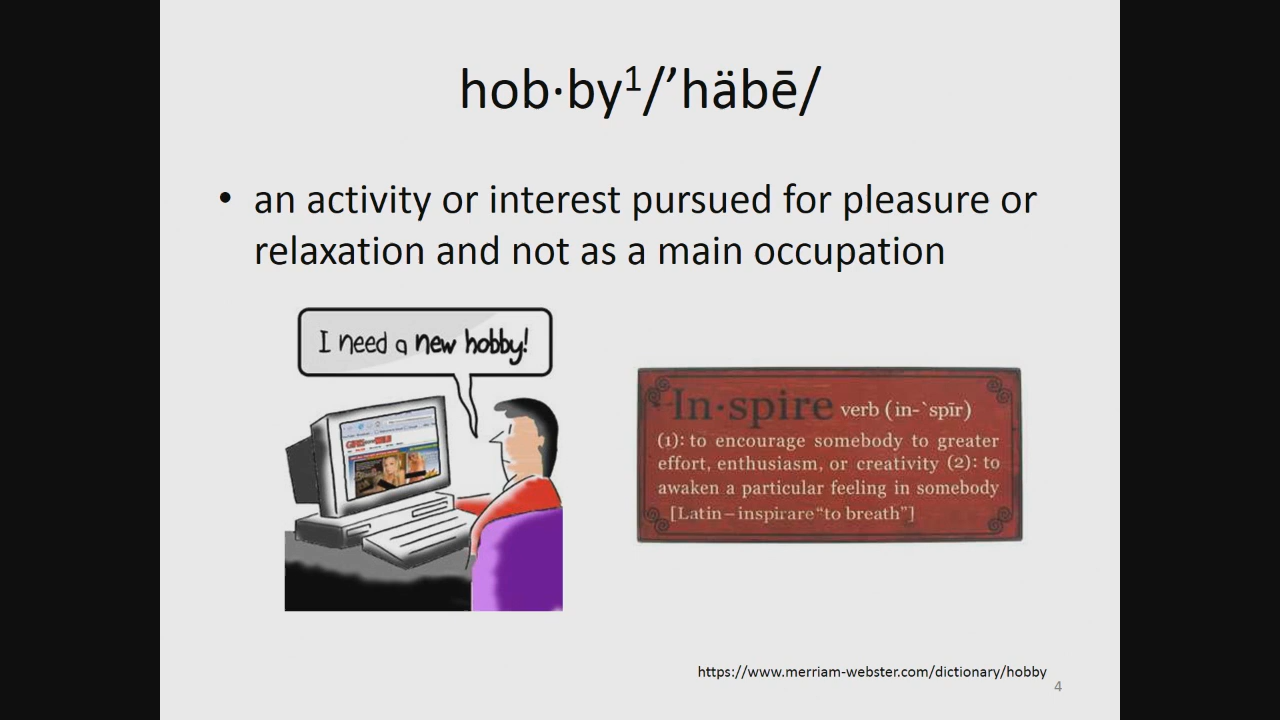 hob·by¹/’häbē/
• an activity or interest pursued for pleasure or
relaxation and not as a main occupation
I need a new hobby!
In·spire verb (in-`spīr)
(1): to encourage somebody to greater
effort, enthusiasm, or creativity (2): to
awaken a particular feeling in somebody
[Latin – inspirare “to breath”]
https://www.merriam-webster.com/dictionary/hobby
4